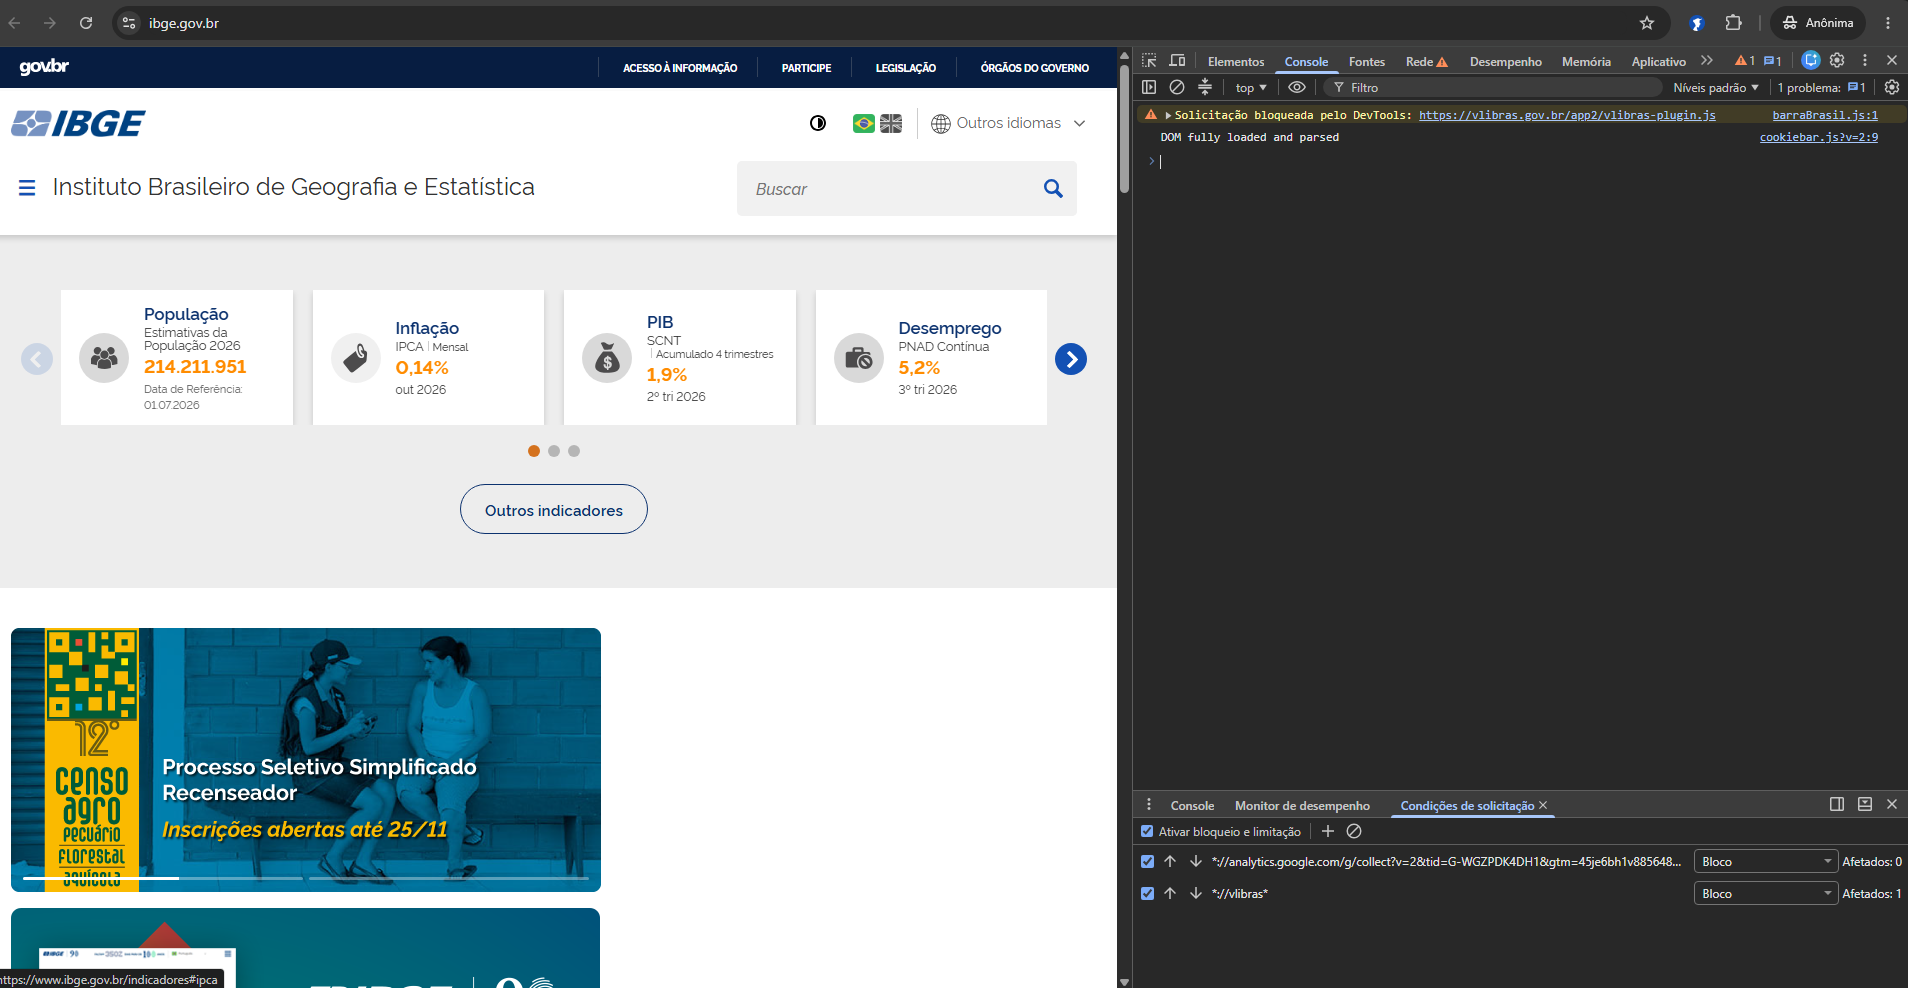 ibge.gov.br
Anônima
gov.br
ACESSO À INFORMAÇÃO
PARTICIPE
LEGISLAÇÃO
ÓRGÃOS DO GOVERNO
IBGE
Outros idiomas
Instituto Brasileiro de Geografia e Estatística
Buscar
População
Estimativas da
População 2026
214.211.951
Data de Referência:
01.07.2026
Inflação
IPCA | Mensal
0,14%
out 2026
PIB
SCNT
| Acumulado 4 trimestres
1,9%
2º tri 2026
Desemprego
PNAD Contínua
5,2%
3º tri 2026
Outros indicadores
12º
censo
agro
pecuário
florestal
aquícola
Processo Seletivo Simplificado
Recenseador
Inscrições abertas até 25/11
IBGE 90
https://www.ibge.gov.br/indicadores#ipca
Elementos
Console
Fontes
Rede
Desempenho
Memória
Aplicativo
1
1
top
Filtro
Níveis padrão
1 problema: 1
Solicitação bloqueada pelo DevTools: https://vlibras.gov.br/app2/vlibras-plugin.js barraBrasil.js:1
DOM fully loaded and parsed cookiebar.js?v=2:9
Console
Monitor de desempenho
Condições de solicitação
Ativar bloqueio e limitação
*://analytics.google.com/g/collect?v=2&tid=G-WGZPDK4DH1&gtm=45je6bh1v885648... Bloco Afetados: 0
*://vlibras* Bloco Afetados: 1